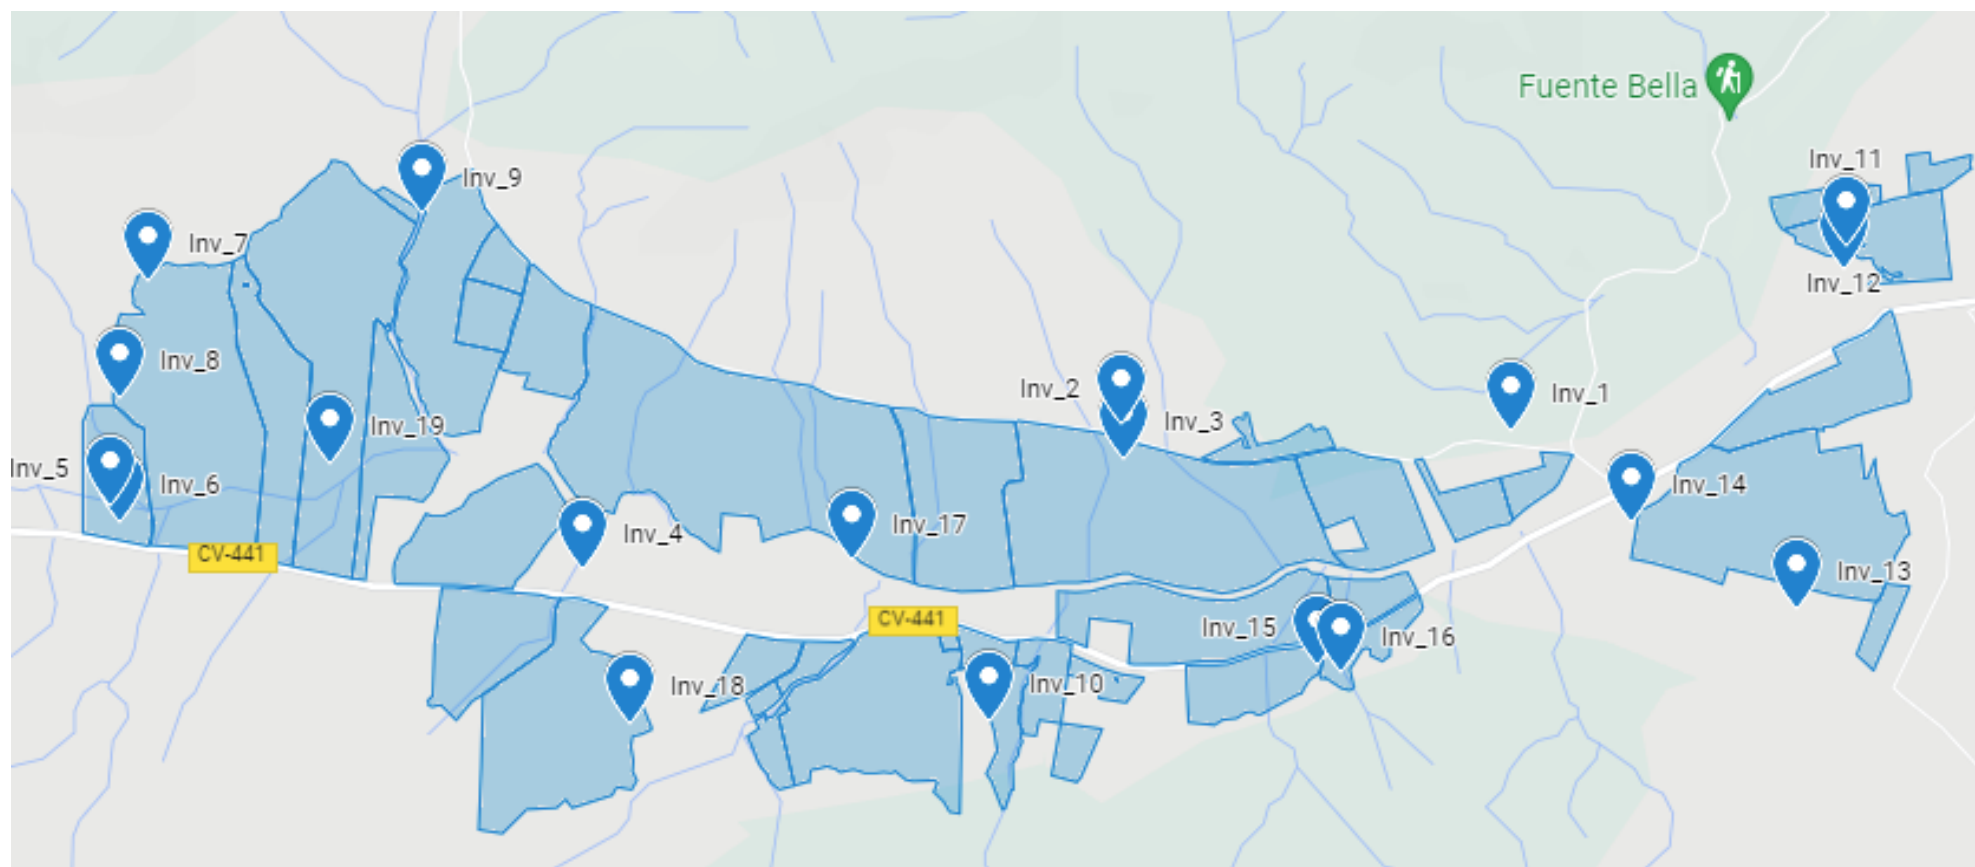 Fuente Bella
Inv_11
Inv_9
Inv_7
Inv_12
Inv_8
Inv_2
Inv_1
Inv_3
Inv_19
Inv_5
Inv_6
Inv_14
Inv_17
Inv_4
CV-441
Inv_13
CV-441
Inv_15
Inv_16
Inv_18
Inv_10